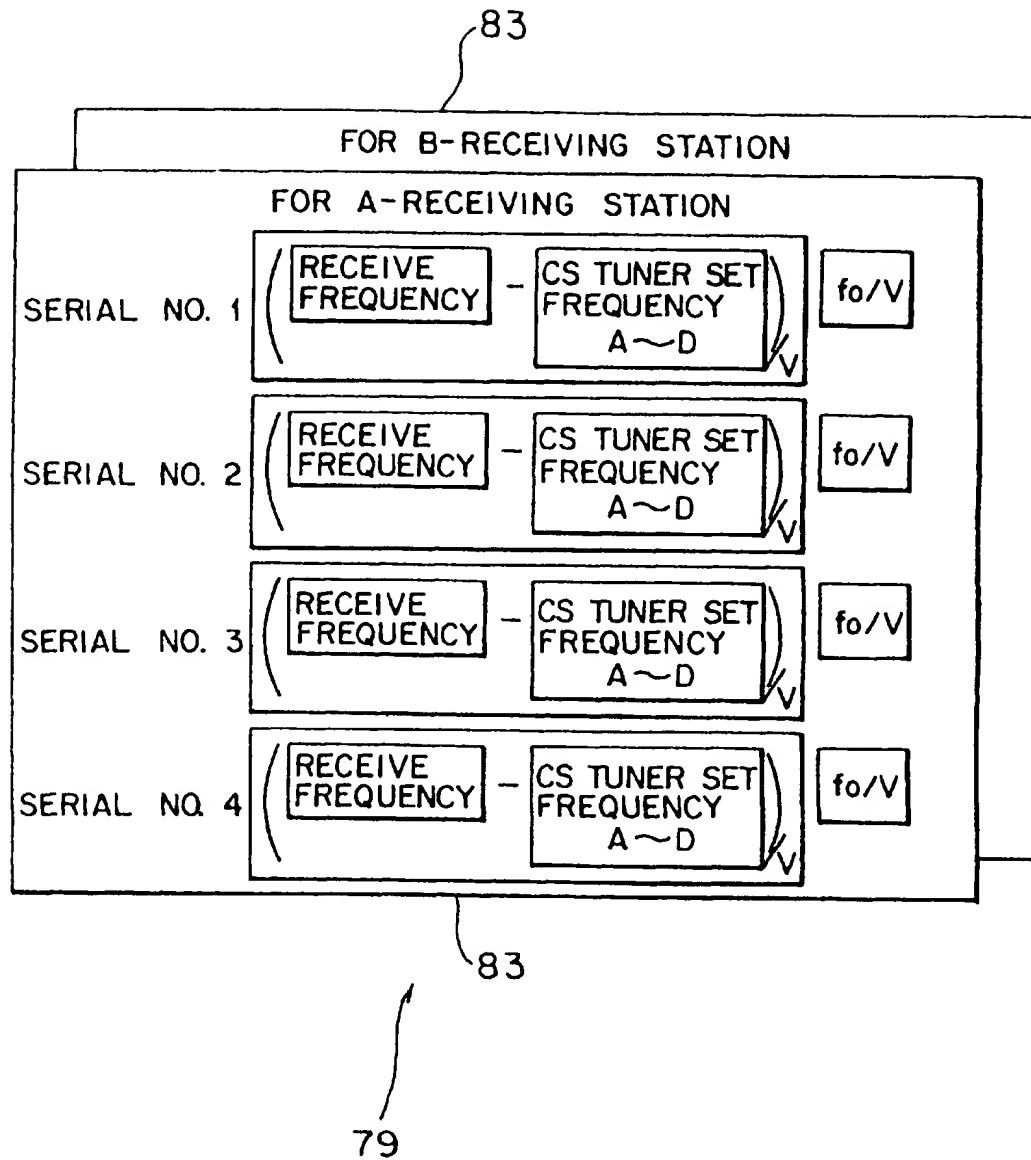 83
FOR B-RECEIVING STATION
FOR A-RECEIVING STATION
SERIAL NO. 1
( RECEIVE
FREQUENCY
-
CS TUNER SET
FREQUENCY
A~D
)/V
fo/V
SERIAL NO. 2
( RECEIVE
FREQUENCY
-
CS TUNER SET
FREQUENCY
A~D
)/V
fo/V
SERIAL NO. 3
( RECEIVE
FREQUENCY
-
CS TUNER SET
FREQUENCY
A~D
)/V
fo/V
SERIAL NO. 4
( RECEIVE
FREQUENCY
-
CS TUNER SET
FREQUENCY
A~D
)/V
fo/V
83
79